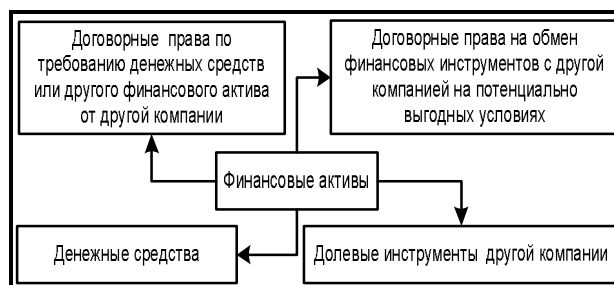 Договорные права по
требованию денежных средств
или другого финансового актива
от другой компании
Договорные права на обмен
финансовых инструментов с другой
компанией на потенциально
выгодных условиях
Финансовые активы
Денежные средства
Долевые инструменты другой компании